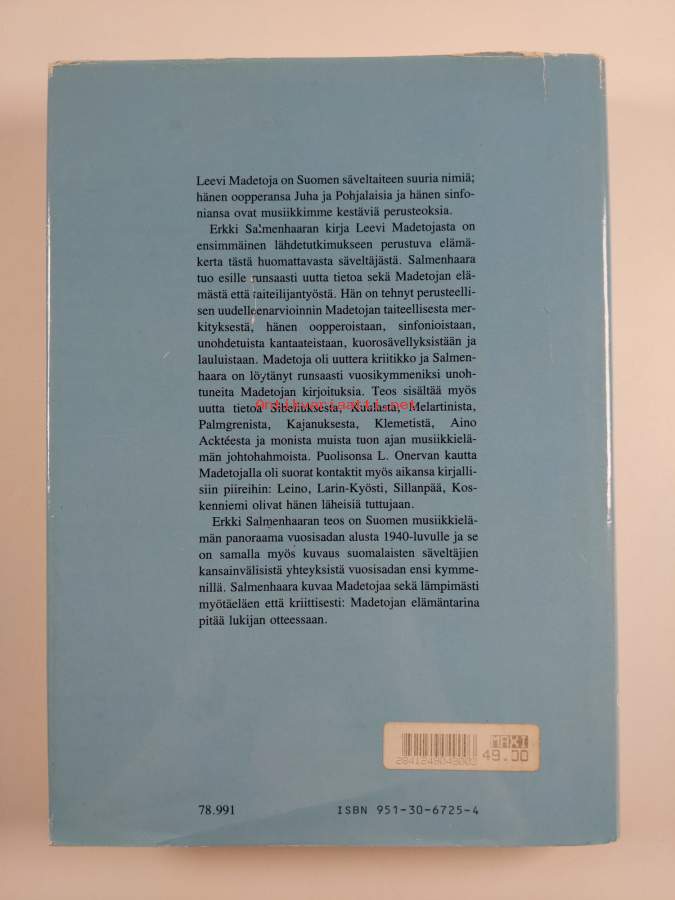 Leevi Madetoja on Suomen säveltaiteen suuria nimiä;
hänen oopperansa Juha ja Pohjalaisia ja hänen sinfo-
niansa ovat musiikkimme kestäviä perusteoksia.
Erkki Salmenhaaran kirja Leevi Madetojasta on
ensimmäinen lähdetutkimukseen perustuva elämä-
kerta tästä huomattavasta säveltäjästä. Salmenhaara
tuo esille runsaasti uutta tietoa sekä Madetojan elä-
mästä että taiteilijantyöstä. Hän on tehnyt perusteelli-
sen uudelleenarvioinnin Madetojan taiteellisesta mer-
kityksestä, hänen oopperoistaan, sinfonioistaan,
unohdetuista kantaateistaan, kuorosävellyksistään ja
lauluistaan. Madetoja oli uuttera kriitikko ja Salmen-
haara on löytänyt runsaasti vuosikymmeniksi unoh-
tuneita Madetojan kirjoituksia. Teos sisältää myös
uutta tietoa Sibeliuksesta, Kuulasta, Melartinista,
Antikvariaatti.net
Palmgrenista, Kajanuksesta, Klemetistä, Aino
Acktéesta ja monista muista tuon ajan musiikkielä-
män johtohahmoista. Puolisonsa L. Onervan kautta
Madetojalla oli suorat kontaktit myös aikansa kirjalli-
siin piireihin: Leino, Larin-Kyösti, Sillanpää, Kos-
kenniemi olivat hänen läheisiä tuttujaan.
Erkki Salmenhaaran teos on Suomen musiikkielä-
män panoraama vuosisadan alusta 1940-luvulle ja se
on samalla myös kuvaus suomalaisten säveltäjien
kansainvälisistä yhteyksistä vuosisadan ensi kymme-
nillä. Salmenhaara kuvaa Madetojaa sekä lämpimästi
myötäeläen että kriittisesti: Madetojan elämäntarina
pitää lukijan otteessaan.
MAKI
49.00
78.991
ISBN 951-30-6725-4